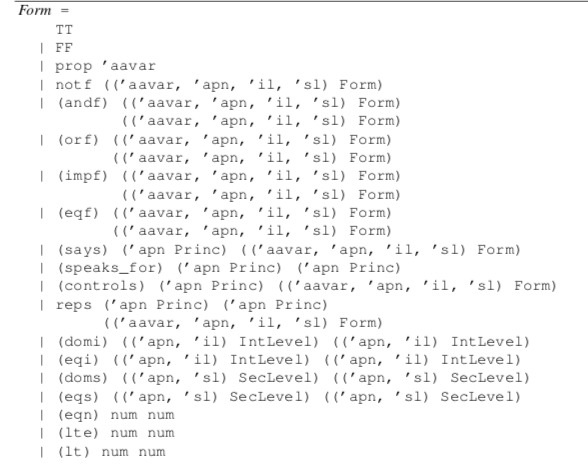 Form =
TT
| FF
| prop 'aavar
| notf (('aavar, 'apn, 'il, 'sl) Form)
| (andf) (('aavar, 'apn, 'il, 'sl) Form)
(('aavar, 'apn, 'il, 'sl) Form)
| (orf) (('aavar, 'apn, 'il, 'sl) Form)
(('aavar, 'apn, 'il, 'sl) Form)
| (impf) (('aavar, 'apn, 'il, 'sl) Form)
(('aavar, 'apn, 'il, 'sl) Form)
| (eqf) (('aavar, 'apn, 'il, 'sl) Form)
(('aavar, 'apn, 'il, 'sl) Form)
| (says) ('apn Princ) (('aavar, 'apn, 'il, 'sl) Form)
| (speaks_for) ('apn Princ) ('apn Princ)
| (controls) ('apn Princ) (('aavar, 'apn, 'il, 'sl) Form)
| reps ('apn Princ) ('apn Princ)
(('aavar, 'apn, 'il, 'sl) Form)
| (domi) (('apn, 'il) IntLevel) (('apn, 'il) IntLevel)
| (eqi) (('apn, 'il) IntLevel) (('apn, 'il) IntLevel)
| (doms) (('apn, 'sl) SecLevel) (('apn, 'sl) SecLevel)
| (eqs) (('apn, 'sl) SecLevel) (('apn, 'sl) SecLevel)
| (eqn) num num
| (lte) num num
| (lt) num num